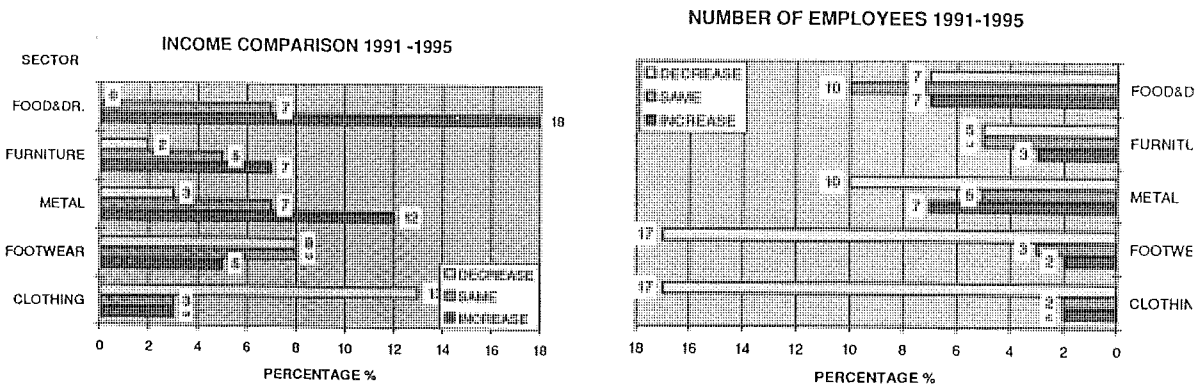 INCOME COMPARISON 1991 -1995
SECTOR
0
FOOD&DR.
7
18
FURNITURE
2
5
7
METAL
3
7
12
FOOTWEAR
8
5
CLOTHING
3
DECREASE
SAME
INCREASE
0 2 4 6 8 10 12 14 16 18
PERCENTAGE %
NUMBER OF EMPLOYEES 1991-1995
DECREASE
SAME
INCREASE
7
10
7
FOOD&D
5
3
FURNITU
10
5
7
METAL
17
3
2
FOOTWE
17
2
CLOTHIN
18 16 14 12 10 8 6 4 2 0
PERCENTAGE %